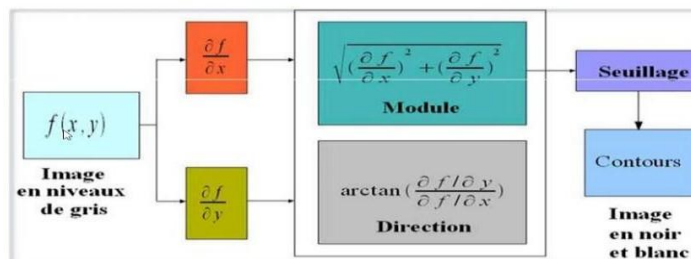 f(x,y)
Image
en niveaux
de gris
∂f/∂x
∂f/∂y
√((∂f/∂x)² + (∂f/∂y)²)
Module
arctan (∂f/∂y / ∂f/∂x)
Direction
Seuillage
Contours
Image
en noir
et blanc